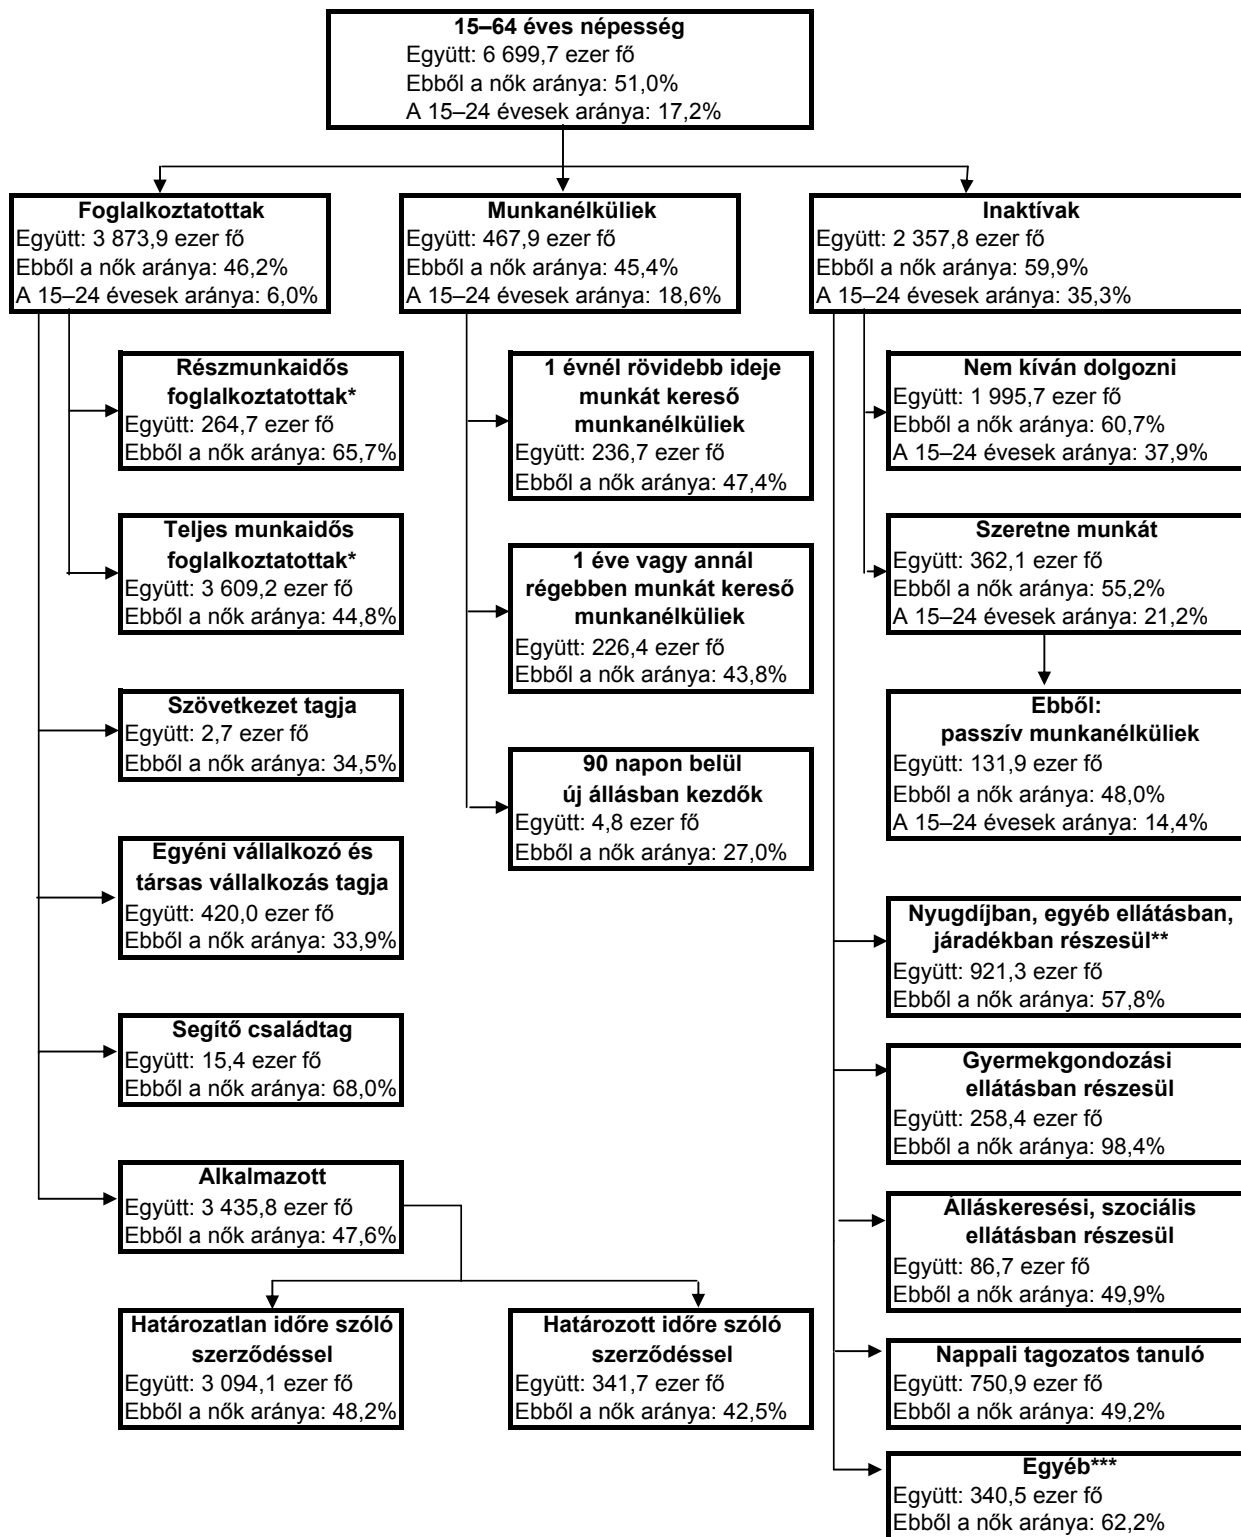 15–64 éves népesség
Együtt: 6 699,7 ezer fő
Ebből a nők aránya: 51,0%
A 15–24 évesek aránya: 17,2%
Foglalkoztatottak
Együtt: 3 873,9 ezer fő
Ebből a nők aránya: 46,2%
A 15–24 évesek aránya: 6,0%
Részmunkaidős
foglalkoztatottak*
Együtt: 264,7 ezer fő
Ebből a nők aránya: 65,7%
Teljes munkaidős
foglalkoztatottak*
Együtt: 3 609,2 ezer fő
Ebből a nők aránya: 44,8%
Szövetkezet tagja
Együtt: 2,7 ezer fő
Ebből a nők aránya: 34,5%
Egyéni vállalkozó és
társas vállalkozás tagja
Együtt: 420,0 ezer fő
Ebből a nők aránya: 33,9%
Segítő családtag
Együtt: 15,4 ezer fő
Ebből a nők aránya: 68,0%
Alkalmazott
Együtt: 3 435,8 ezer fő
Ebből a nők aránya: 47,6%
Határozatlan időre szóló
szerződéssel
Együtt: 3 094,1 ezer fő
Ebből a nők aránya: 48,2%
Határozott időre szóló
szerződéssel
Együtt: 341,7 ezer fő
Ebből a nők aránya: 42,5%
Munkanélküliek
Együtt: 467,9 ezer fő
Ebből a nők aránya: 45,4%
A 15–24 évesek aránya: 18,6%
1 évnél rövidebb ideje
munkát kereső
munkanélküliek
Együtt: 236,7 ezer fő
Ebből a nők aránya: 47,4%
1 éve vagy annál
régebben munkát kereső
munkanélküliek
Együtt: 226,4 ezer fő
Ebből a nők aránya: 43,8%
90 napon belül
új állásban kezdők
Együtt: 4,8 ezer fő
Ebből a nők aránya: 27,0%
Inaktívak
Együtt: 2 357,8 ezer fő
Ebből a nők aránya: 59,9%
A 15–24 évesek aránya: 35,3%
Nem kíván dolgozni
Együtt: 1 995,7 ezer fő
Ebből a nők aránya: 60,7%
A 15–24 évesek aránya: 37,9%
Szeretne munkát
Együtt: 362,1 ezer fő
Ebből a nők aránya: 55,2%
A 15–24 évesek aránya: 21,2%
Ebből:
passzív munkanélküliek
Együtt: 131,9 ezer fő
Ebből a nők aránya: 48,0%
A 15–24 évesek aránya: 14,4%
Nyugdíjban, egyéb ellátásban,
járadékban részesül**
Együtt: 921,3 ezer fő
Ebből a nők aránya: 57,8%
Gyermekgondozási
ellátásban részesül
Együtt: 258,4 ezer fő
Ebből a nők aránya: 98,4%
Álláskeresési, szociális
ellátásban részesül
Együtt: 86,7 ezer fő
Ebből a nők aránya: 49,9%
Nappali tagozatos tanuló
Együtt: 750,9 ezer fő
Ebből a nők aránya: 49,2%
Egyéb***
Együtt: 340,5 ezer fő
Ebből a nők aránya: 62,2%